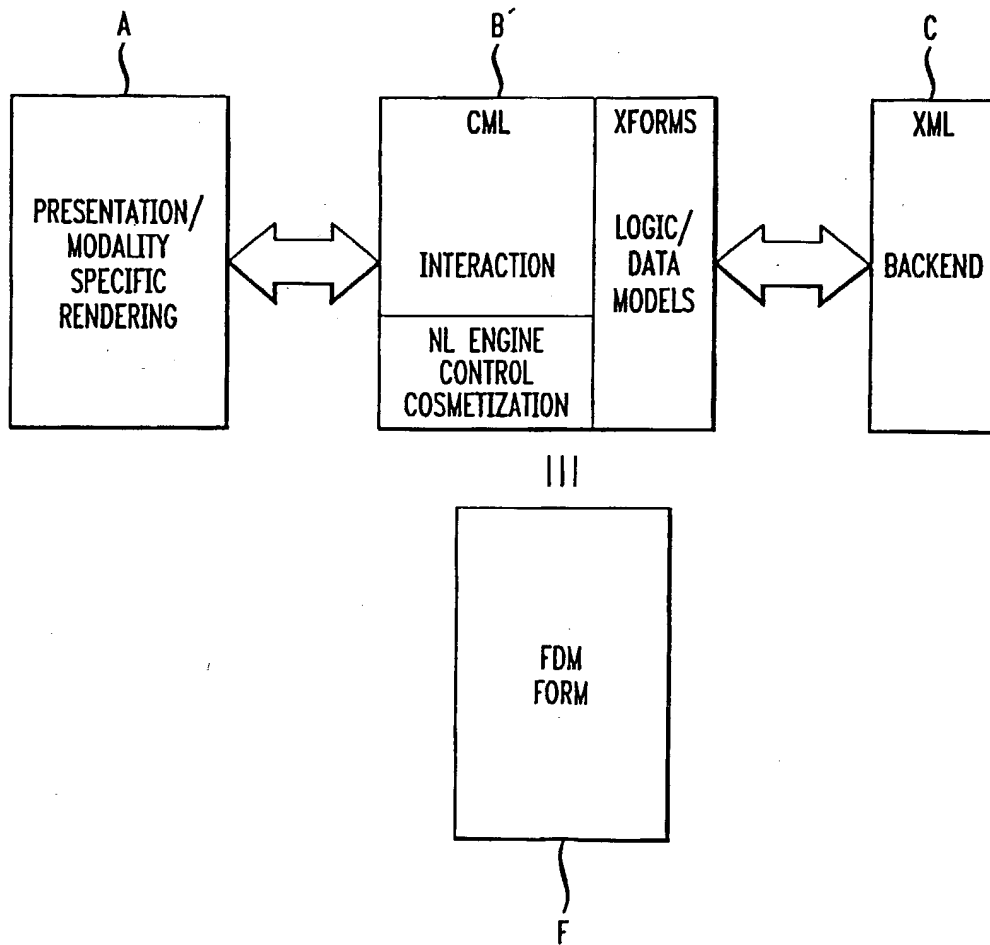 A
B´
C
PRESENTATION/
MODALITY
SPECIFIC
RENDERING
CML
INTERACTION
NL ENGINE
CONTROL
COSMETIZATION
XFORMS
LOGIC/
DATA
MODELS
XML
BACKEND
FDM
FORM
F